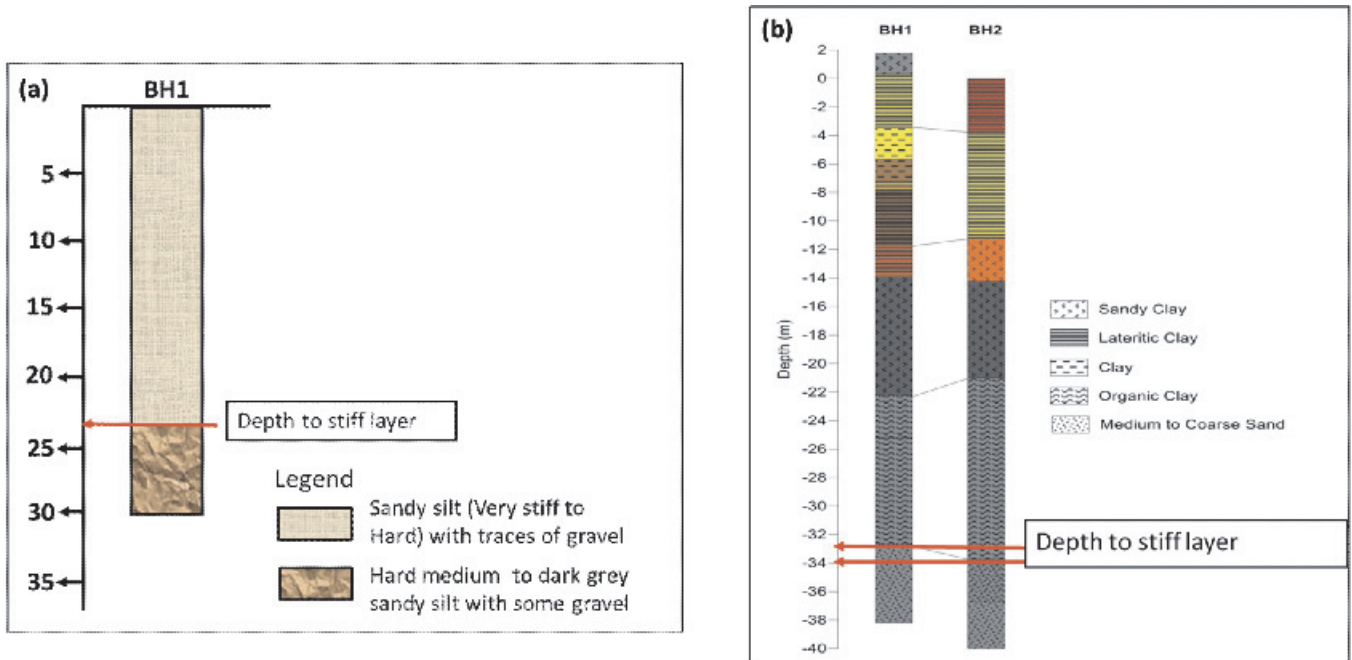 (a)
BH1
5
10
15
20
25
30
35
Depth to stiff layer
Legend
Sandy silt (Very stiff to
Hard) with traces of gravel
Hard medium to dark grey
sandy silt with some gravel
(b)
BH1
BH2
2
0
-2
-4
-6
-8
-10
-12
-14
-16
-18
-20
-22
-24
-26
-28
-30
-32
-34
-36
-38
-40
Depth (m)
Sandy Clay
Lateritic Clay
Clay
Organic Clay
Medium to Coarse Sand
Depth to stiff layer